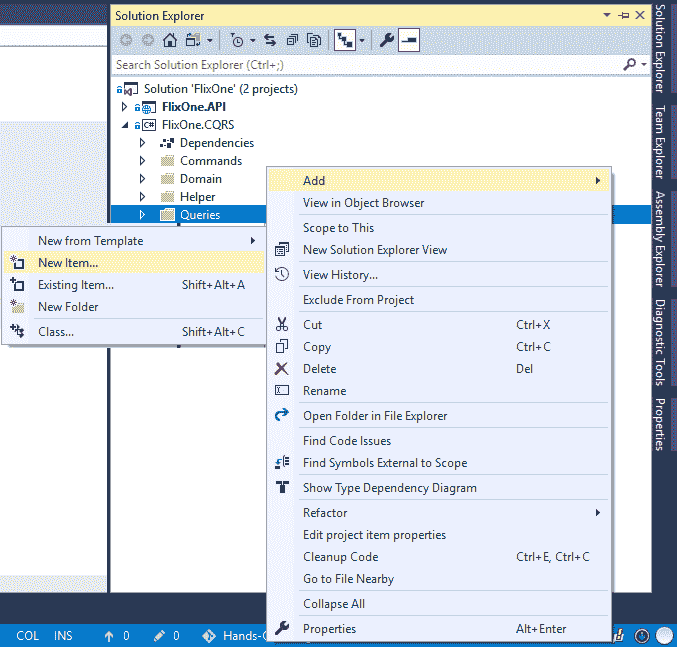 Solution Explorer
Search Solution Explorer (Ctrl+;)
Solution 'FlixOne' (2 projects)
FlixOne.API
C# FlixOne.CQRS
Dependencies
Commands
Domain
Helper
Queries
New from Template
New Item...
Existing Item... Shift+Alt+A
New Folder
Class... Shift+Alt+C
Add
View in Object Browser
Scope to This
New Solution Explorer View
View History...
Exclude From Project
Cut Ctrl+X
Copy Ctrl+C
Delete Del
Rename
Open Folder in File Explorer
Find Code Issues
Find Symbols External to Scope
Show Type Dependency Diagram
Refactor
Edit project item properties
Cleanup Code Ctrl+E, Ctrl+C
Go to File Nearby
Collapse All
Properties Alt+Enter
Solution Explorer
Team Explorer
Assembly Explorer
Diagnostic Tools
Properties
COL INS 0 0 Hands-